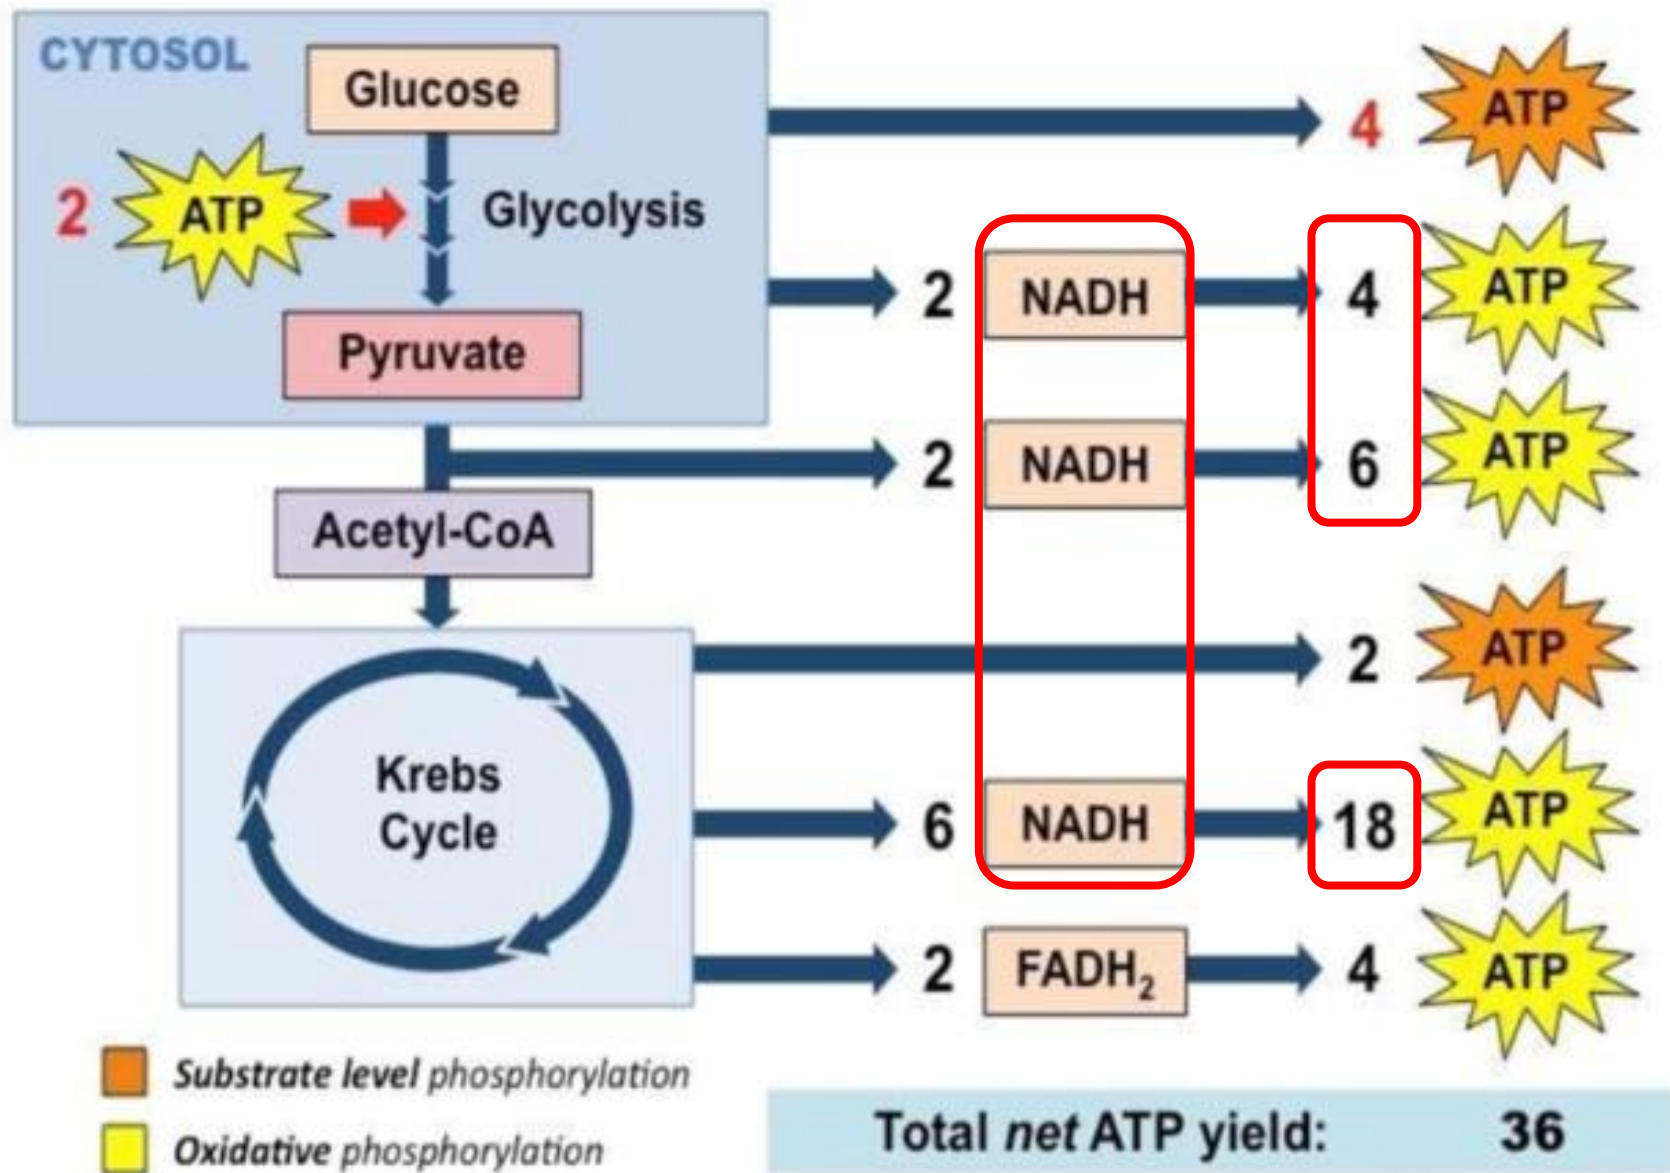 CYTOSOL
Glucose
4 ATP
2 ATP
Glycolysis
2 NADH 4 ATP
Pyruvate
2 NADH 6 ATP
Acetyl-CoA
2 ATP
Krebs
Cycle
6 NADH 18 ATP
2 FADH₂ 4 ATP
Substrate level phosphorylation
Oxidative phosphorylation
Total net ATP yield: 36